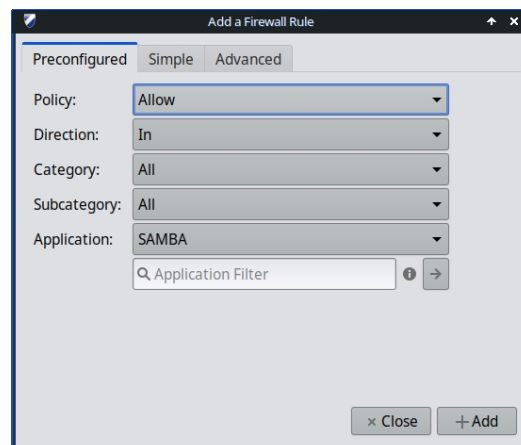 Add a Firewall Rule
Preconfigured Simple Advanced
Policy: Allow
Direction: In
Category: All
Subcategory: All
Application: SAMBA
Application Filter
Close Add